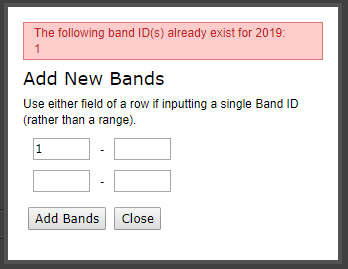 The following band ID(s) already exist for 2019:
1
Add New Bands
Use either field of a row if inputting a single Band ID
(rather than a range).
1 -
-
Add Bands Close